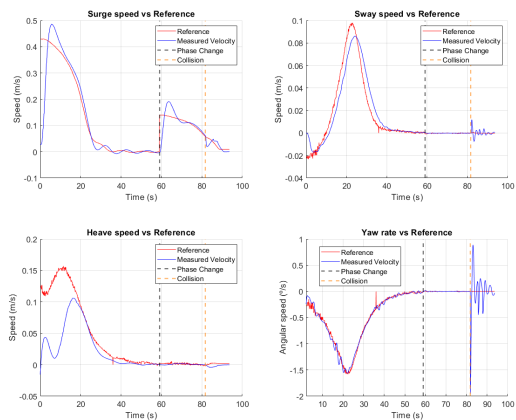 Surge speed vs Reference
0.5
0.4
0.3
0.2
0.1
0
-0.1
Speed (m/s)
0 20 40 60 80 100
Time (s)
Reference
Measured Velocity
Phase Change
Collision
Sway speed vs Reference
0.1
0.08
0.06
0.04
0.02
0
-0.02
-0.04
Speed (m/s)
0 20 40 60 80 100
Time (s)
Reference
Measured Velocity
Phase Change
Collision
Heave speed vs Reference
0.2
0.15
0.1
0.05
0
-0.05
Speed (m/s)
0 20 40 60 80 100
Time (s)
Reference
Measured Velocity
Phase Change
Collision
Yaw rate vs Reference
1
0.5
0
-0.5
-1
-1.5
-2
Angular speed (º/s)
10 20 30 40 50 60 70 80 90 100
Time (s)
Reference
Measured Velocity
Phase Change
Collision